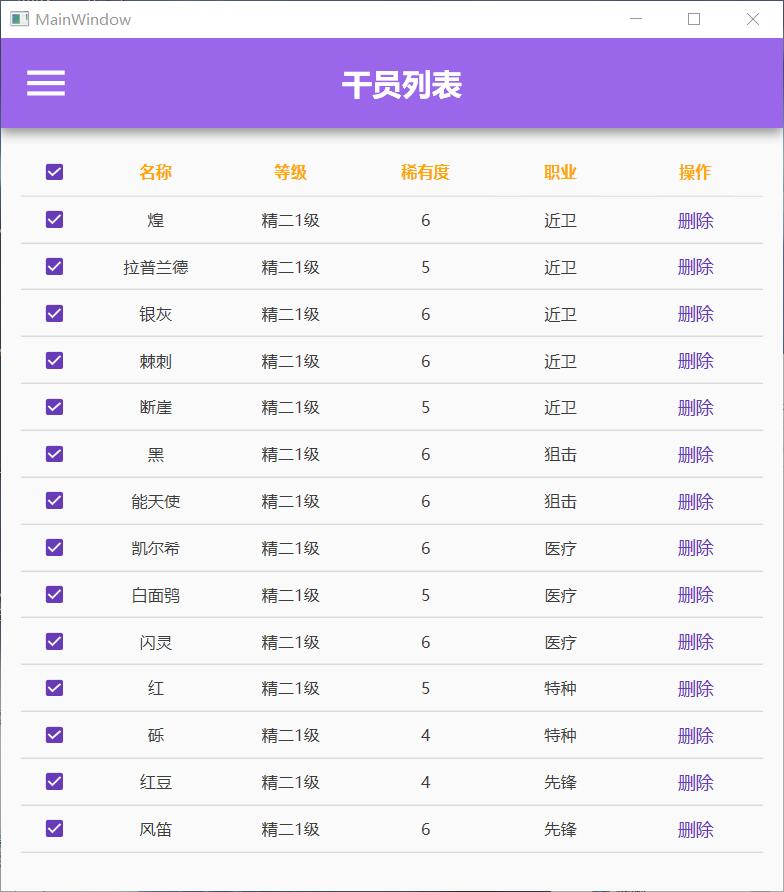 MainWindow
干员列表
名称 等级 稀有度 职业 操作
煌 精二1级 6 近卫 删除
拉普兰德 精二1级 5 近卫 删除
银灰 精二1级 6 近卫 删除
棘刺 精二1级 6 近卫 删除
断崖 精二1级 5 近卫 删除
黑 精二1级 6 狙击 删除
能天使 精二1级 6 狙击 删除
凯尔希 精二1级 6 医疗 删除
白面鸮 精二1级 5 医疗 删除
闪灵 精二1级 6 医疗 删除
红 精二1级 5 特种 删除
砾 精二1级 4 特种 删除
红豆 精二1级 4 先锋 删除
风笛 精二1级 6 先锋 删除